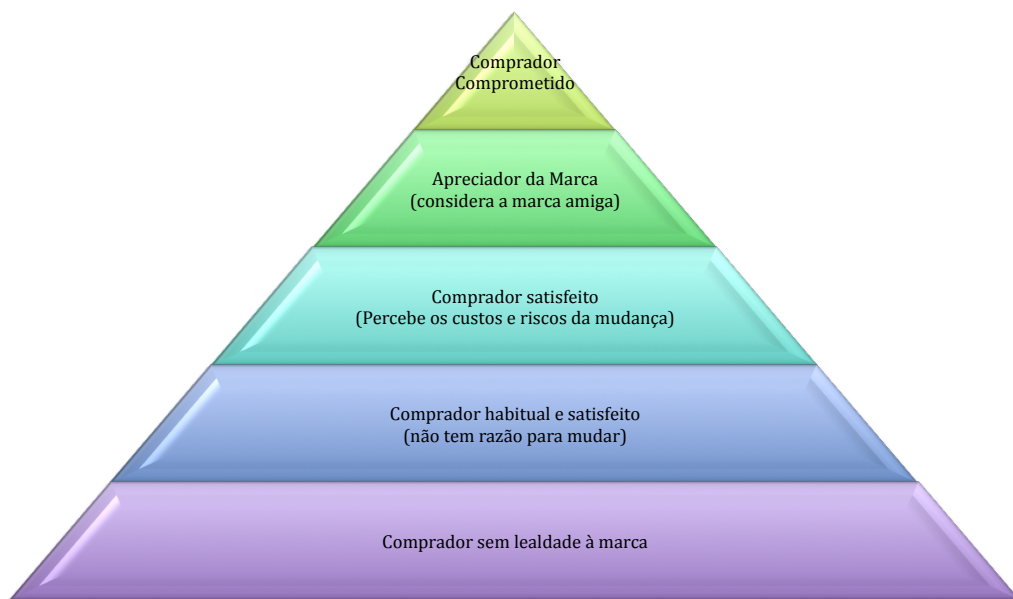 Comprador
Comprometido
Apreciador da Marca
(considera a marca amiga)
Comprador satisfeito
(Percebe os custos e riscos da mudança)
Comprador habitual e satisfeito
(não tem razão para mudar)
Comprador sem lealdade à marca